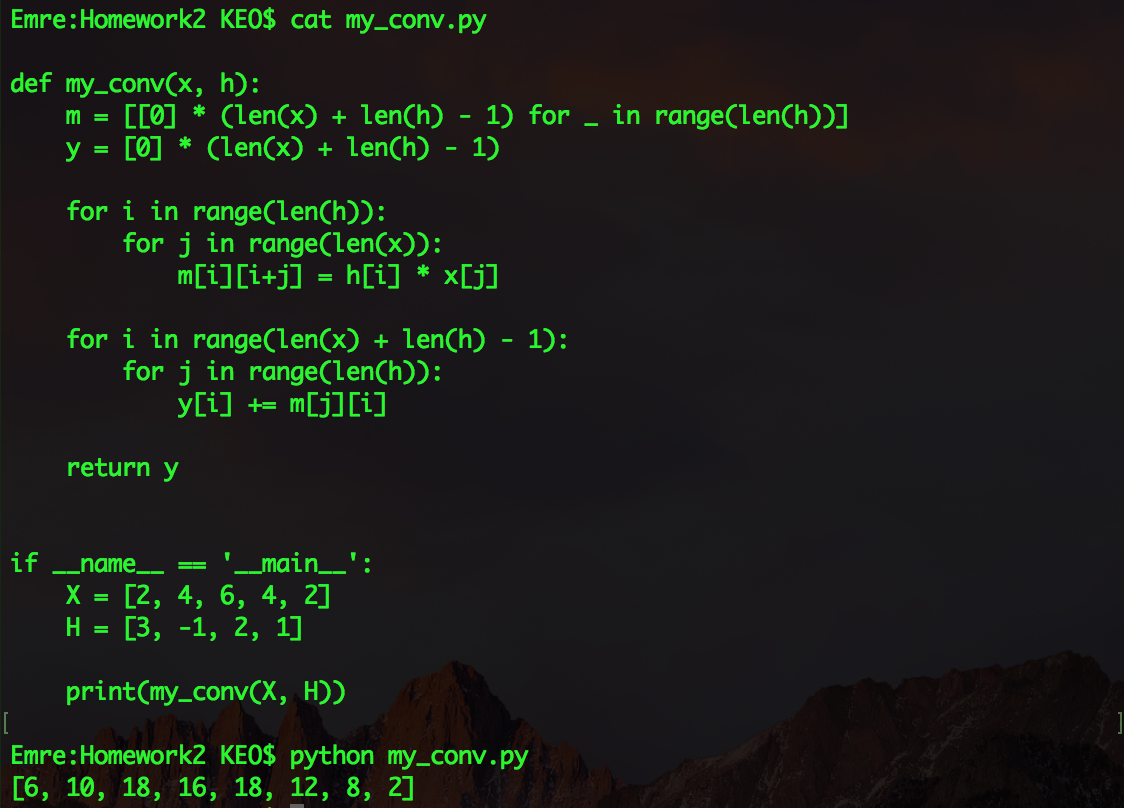 Emre:Homework2 KEO$ cat my_conv.py
def my_conv(x, h):
    m = [[0] * (len(x) + len(h) - 1) for _ in range(len(h))]
    y = [0] * (len(x) + len(h) - 1)
    for i in range(len(h)):
        for j in range(len(x)):
            m[i][i+j] = h[i] * x[j]
    for i in range(len(x) + len(h) - 1):
        for j in range(len(h)):
            y[i] += m[j][i]
    return y
if __name__ == '__main__':
    X = [2, 4, 6, 4, 2]
    H = [3, -1, 2, 1]
    print(my_conv(X, H))
[ ]
Emre:Homework2 KEO$ python my_conv.py
[6, 10, 18, 16, 18, 12, 8, 2]